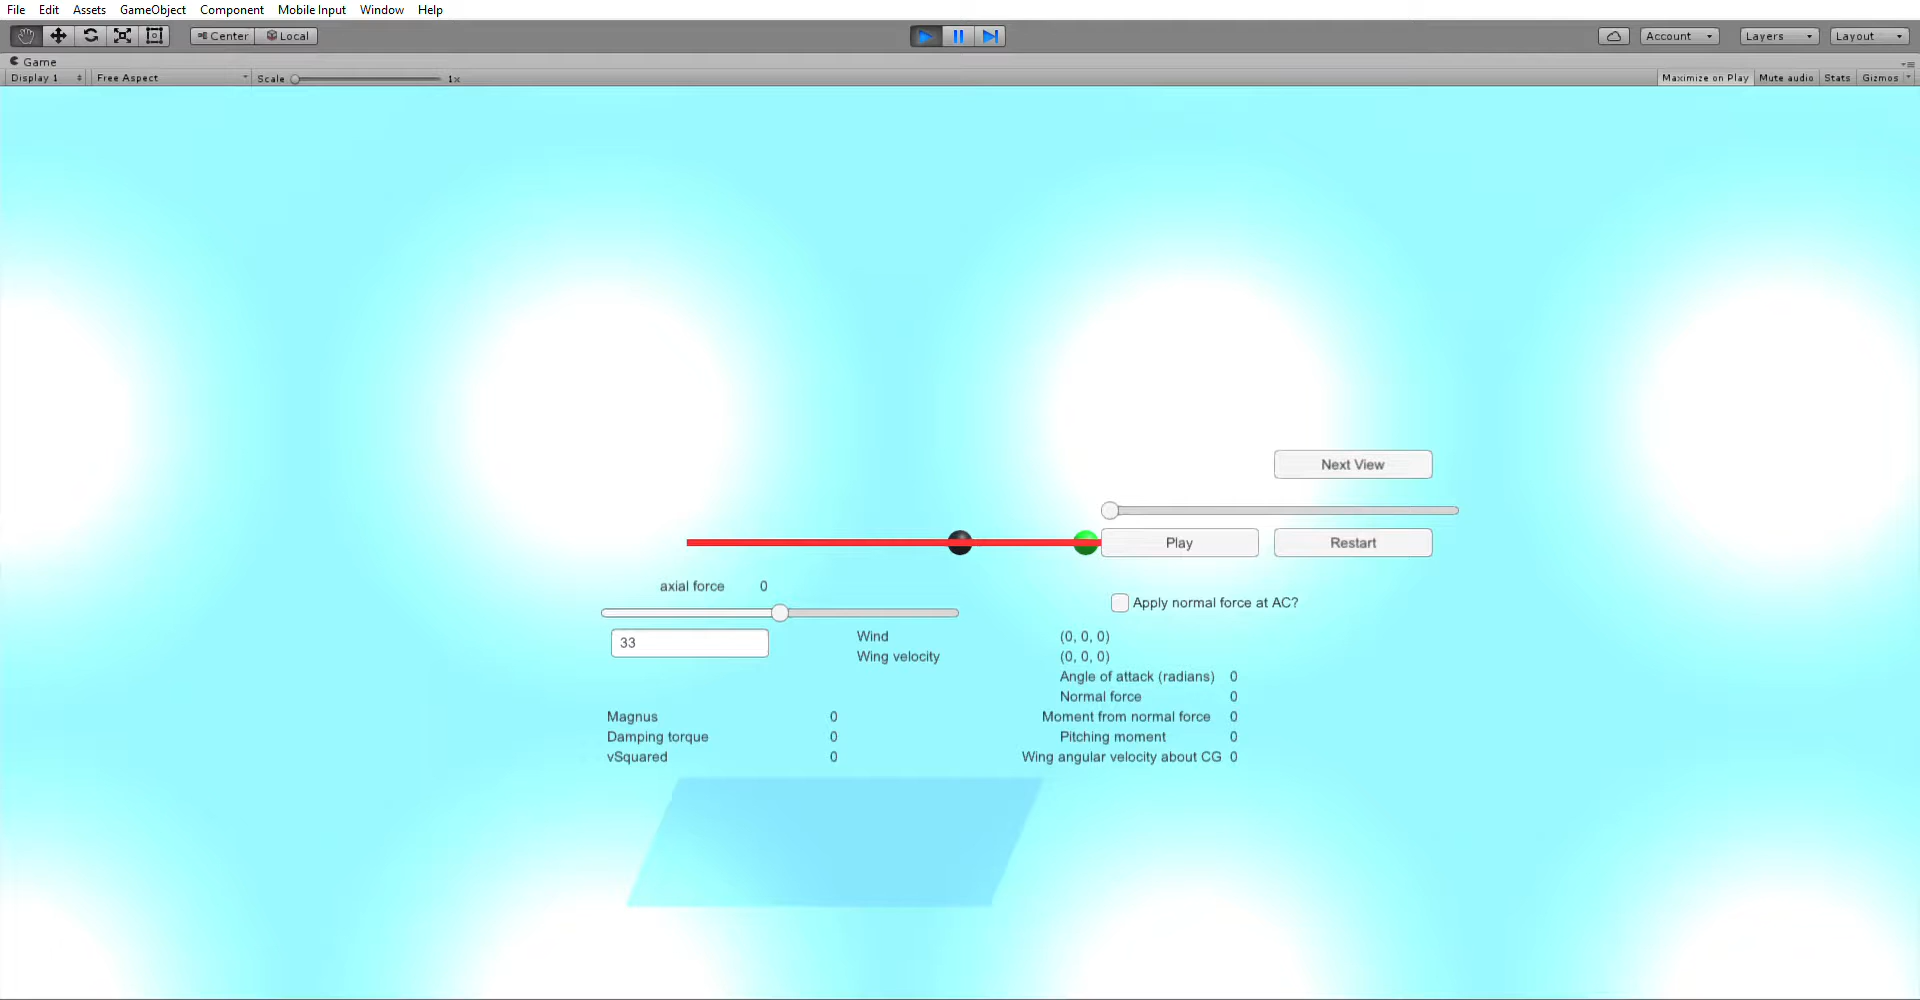 File Edit Assets GameObject Component Mobile Input Window Help
Center Local Account Layers Layout
Game
Display 1 Free Aspect Scale 1x Maximize on Play Mute audio Stats Gizmos
Next View
Play Restart
axial force 0
Apply normal force at AC?
33
Wind (0, 0, 0)
Wing velocity (0, 0, 0)
Angle of attack (radians) 0
Normal force 0
Magnus 0 Moment from normal force 0
Damping torque 0 Pitching moment 0
vSquared 0 Wing angular velocity about CG 0